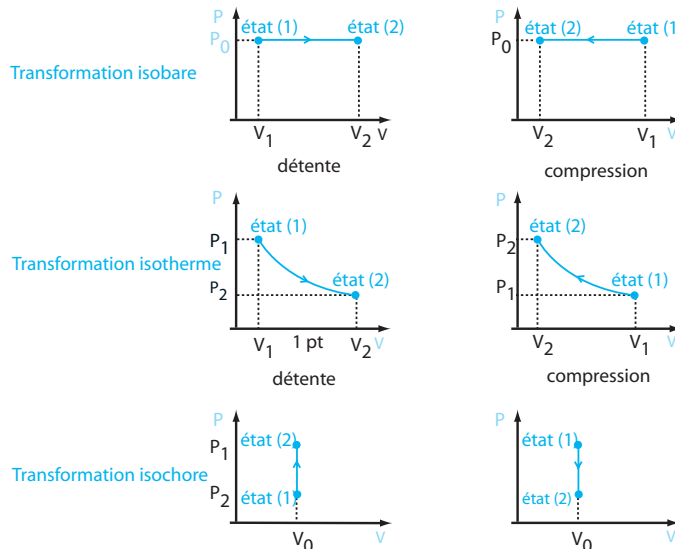 P
état (1)
état (2)
P0
Transformation isobare
V1
V2
V
détente
P
état (2)
état (1
P0
V2
V1
V
compression
P
état (1)
P1
Transformation isotherme
état (2)
P2
V1
1 pt
V2
V
détente
P
état (2)
P2
état (1)
P1
V2
V1
V
compression
P
état (2)
P1
Transformation isochore
P2
état (1)
V0
V
P
état (1)
état (2)
V0
V